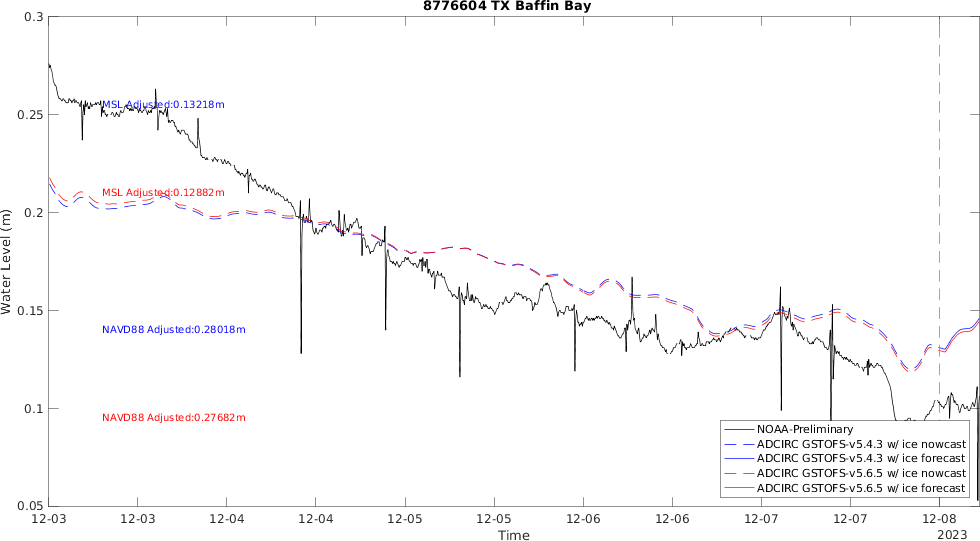 8776604 TX Baffin Bay
0.3
0.25
0.2
0.15
0.1
0.05
Water Level (m)
MSL Adjusted:0.13218m
MSL Adjusted:0.12882m
NAVD88 Adjusted:0.28018m
NAVD88 Adjusted:0.27682m
NOAA-Preliminary
ADCIRC GSTOFS-v5.4.3 w/ ice nowcast
ADCIRC GSTOFS-v5.4.3 w/ ice forecast
ADCIRC GSTOFS-v5.6.5 w/ ice nowcast
ADCIRC GSTOFS-v5.6.5 w/ ice forecast
12-03 12-03 12-04 12-04 12-05 12-05 12-06 12-06 12-07 12-07 12-08
Time
2023